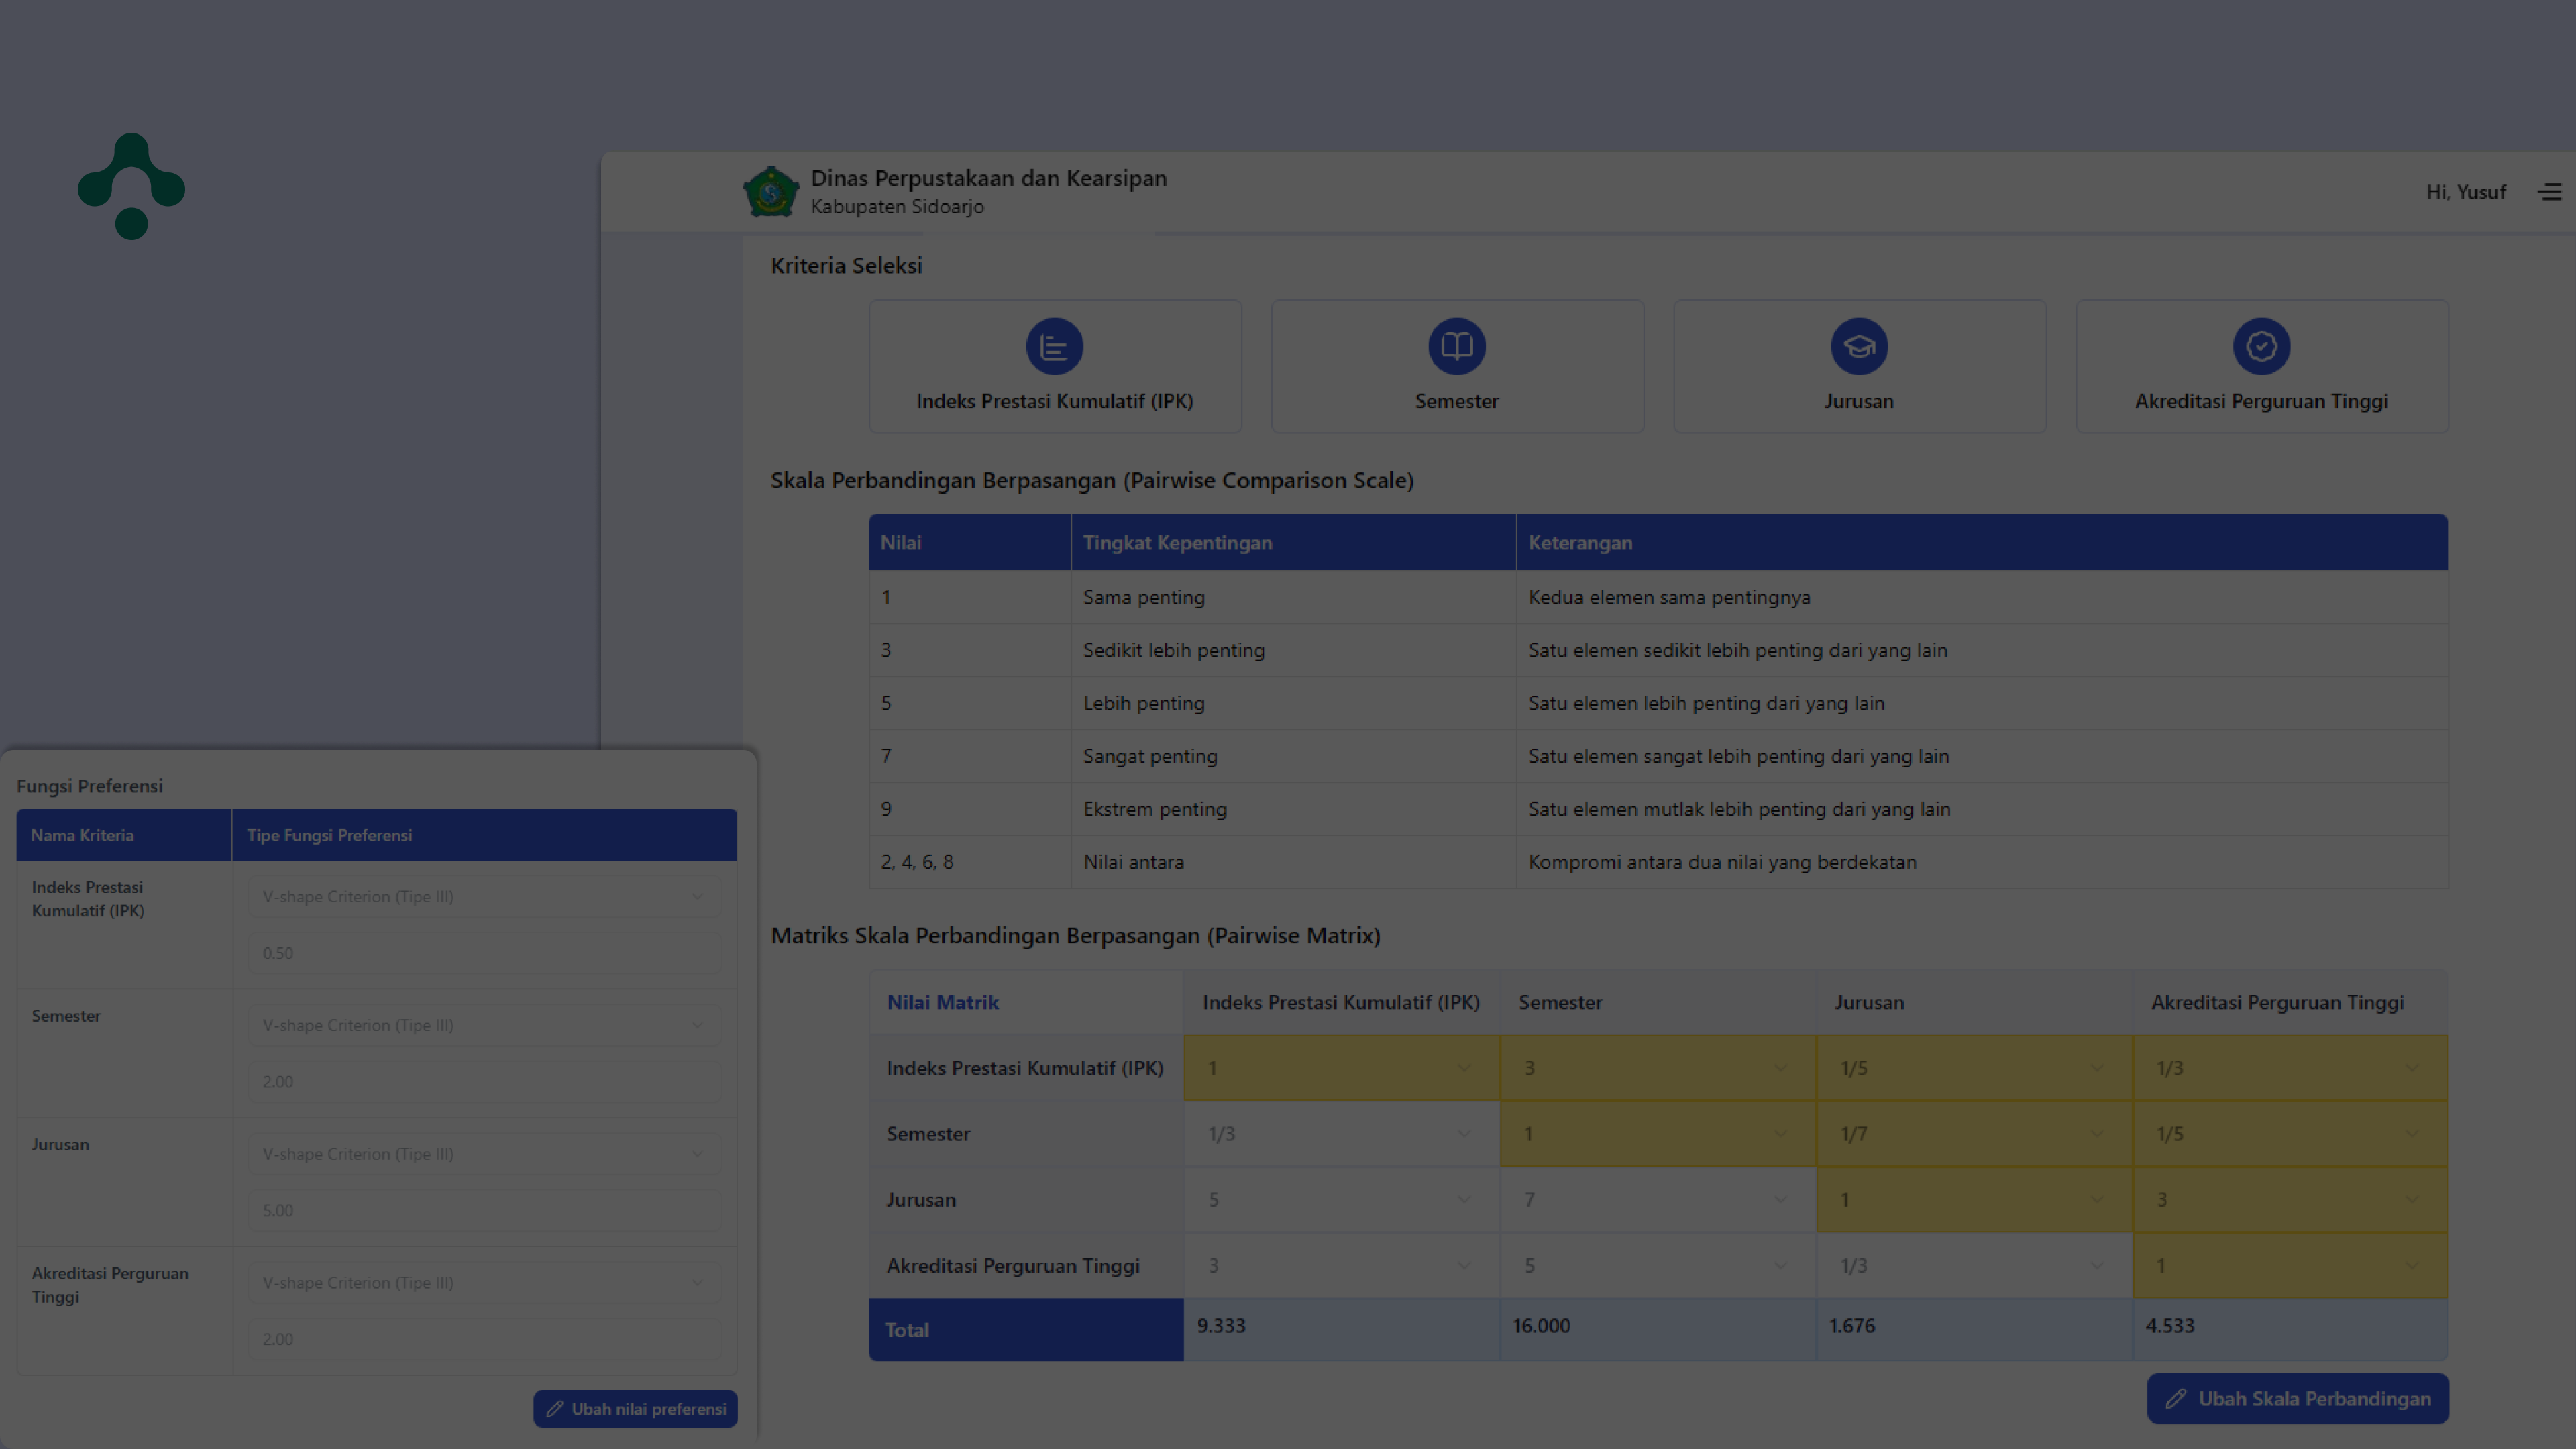 Dinas Perpustakaan dan Kearsipan
Kabupaten Sidoarjo
Hi, Yusuf
Kriteria Seleksi
Indeks Prestasi Kumulatif (IPK)
Semester
Jurusan
Akreditasi Perguruan Tinggi
Skala Perbandingan Berpasangan (Pairwise Comparison Scale)
Nilai Tingkat Kepentingan Keterangan
1 Sama penting Kedua elemen sama pentingnya
3 Sedikit lebih penting Satu elemen sedikit lebih penting dari yang lain
5 Lebih penting Satu elemen lebih penting dari yang lain
7 Sangat penting Satu elemen sangat lebih penting dari yang lain
9 Ekstrem penting Satu elemen mutlak lebih penting dari yang lain
2, 4, 6, 8 Nilai antara Kompromi antara dua nilai yang berdekatan
Matriks Skala Perbandingan Berpasangan (Pairwise Matrix)
Nilai Matrik Indeks Prestasi Kumulatif (IPK) Semester Jurusan Akreditasi Perguruan Tinggi
Indeks Prestasi Kumulatif (IPK) 1 3 1/5 1/3
Semester 1/3 1 1/7 1/5
Jurusan 5 7 1 3
Akreditasi Perguruan Tinggi 3 5 1/3 1
Total 9.333 16.000 1.676 4.533
Ubah Skala Perbandingan
Fungsi Preferensi
Nama Kriteria Tipe Fungsi Preferensi
Indeks Prestasi
Kumulatif (IPK)
V-shape Criterion (Tipe III)
0.50
Semester
V-shape Criterion (Tipe III)
2.00
Jurusan
V-shape Criterion (Tipe III)
5.00
Akreditasi Perguruan
Tinggi
V-shape Criterion (Tipe III)
2.00
Ubah nilai preferensi